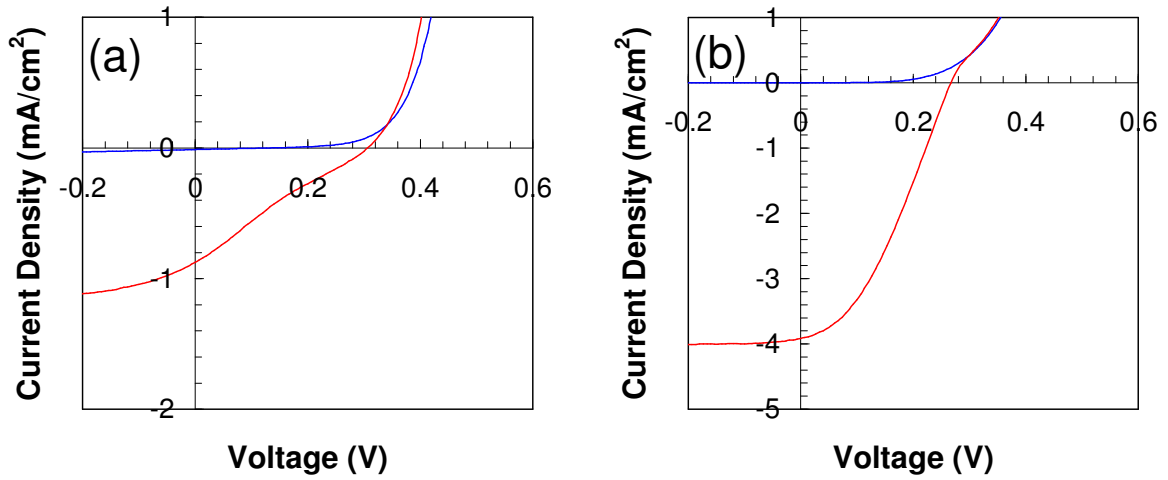 (a)
Current Density (mA/cm²)
1
0
-1
-2
-0.2 0 0.2 0.4 0.6
Voltage (V)
(b)
Current Density (mA/cm²)
1
0
-1
-2
-3
-4
-5
-0.2 0 0.2 0.4 0.6
Voltage (V)